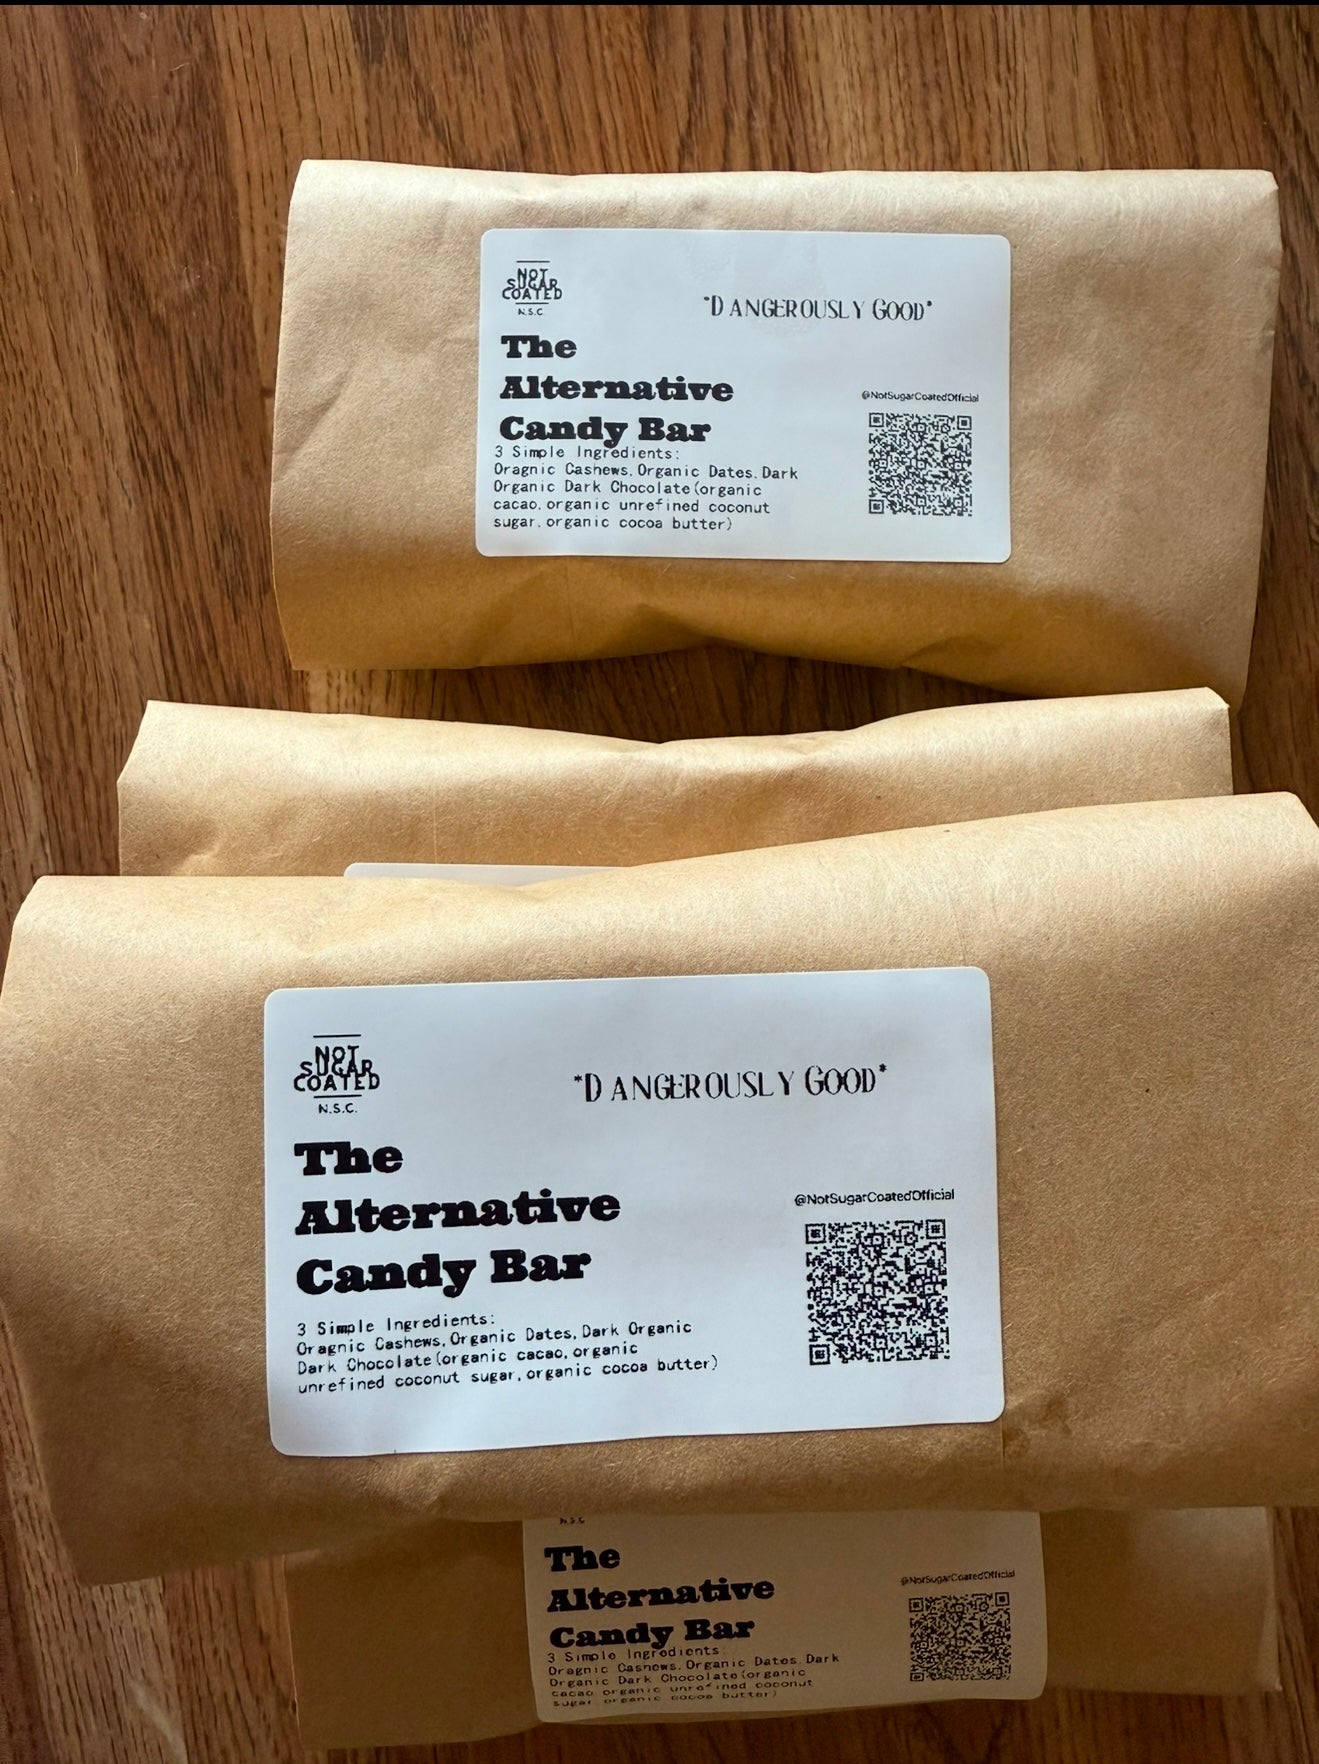 NOT
SUGAR
COATED
N.S.C
*DANGEROUSLY GOOD*
The
Alternative
Candy Bar
@NotSugarCoatedOfficial
3 Simple Ingredients:
Oragnic Cashews, Organic Dates, Dark
Organic Dark Chocolate(organic
cacao, organic unrefined coconut
sugar, organic cocoa butter)
NOT
SUGAR
COATED
N.S.C.
*DANGEROUSLY GOOD*
The
Alternative
Candy Bar
@NotSugarCoatedOfficial
3 Simple Ingredients:
Oragnic Cashews, Organic Dates, Dark Organic
Dark Chocolate(organic cacao, organic
unrefined coconut sugar, organic cocoa butter)
N.S.C
The
Alternative
Candy Bar
@NotSugarCoatedOfficial
3 Simple Ingredients:
Oragnic Cashews, Organic Dates, Dark
Organic Dark Chocolate(organic
cacao, organic unrefined coconut
sugar, organic cocoa butter)